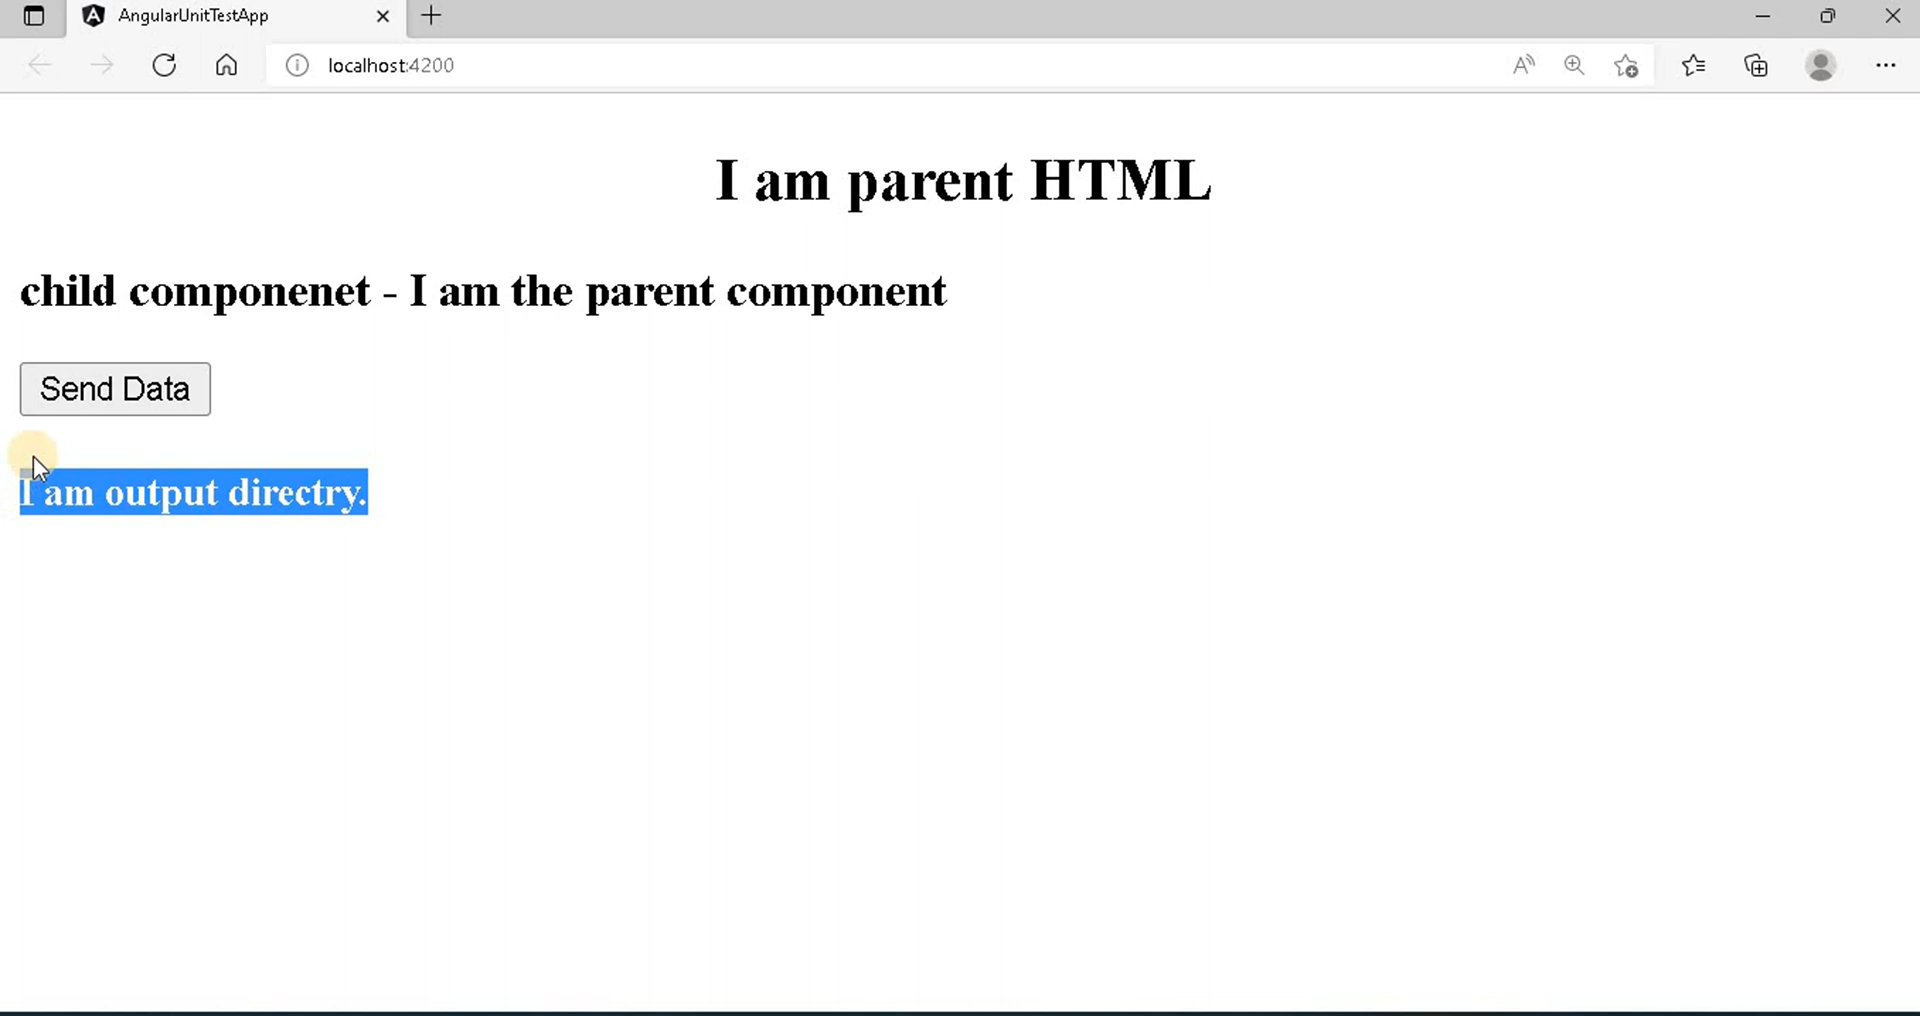 AngularUnitTestApp
localhost:4200
I am parent HTML
child componenet - I am the parent component
Send Data
I am output directry.